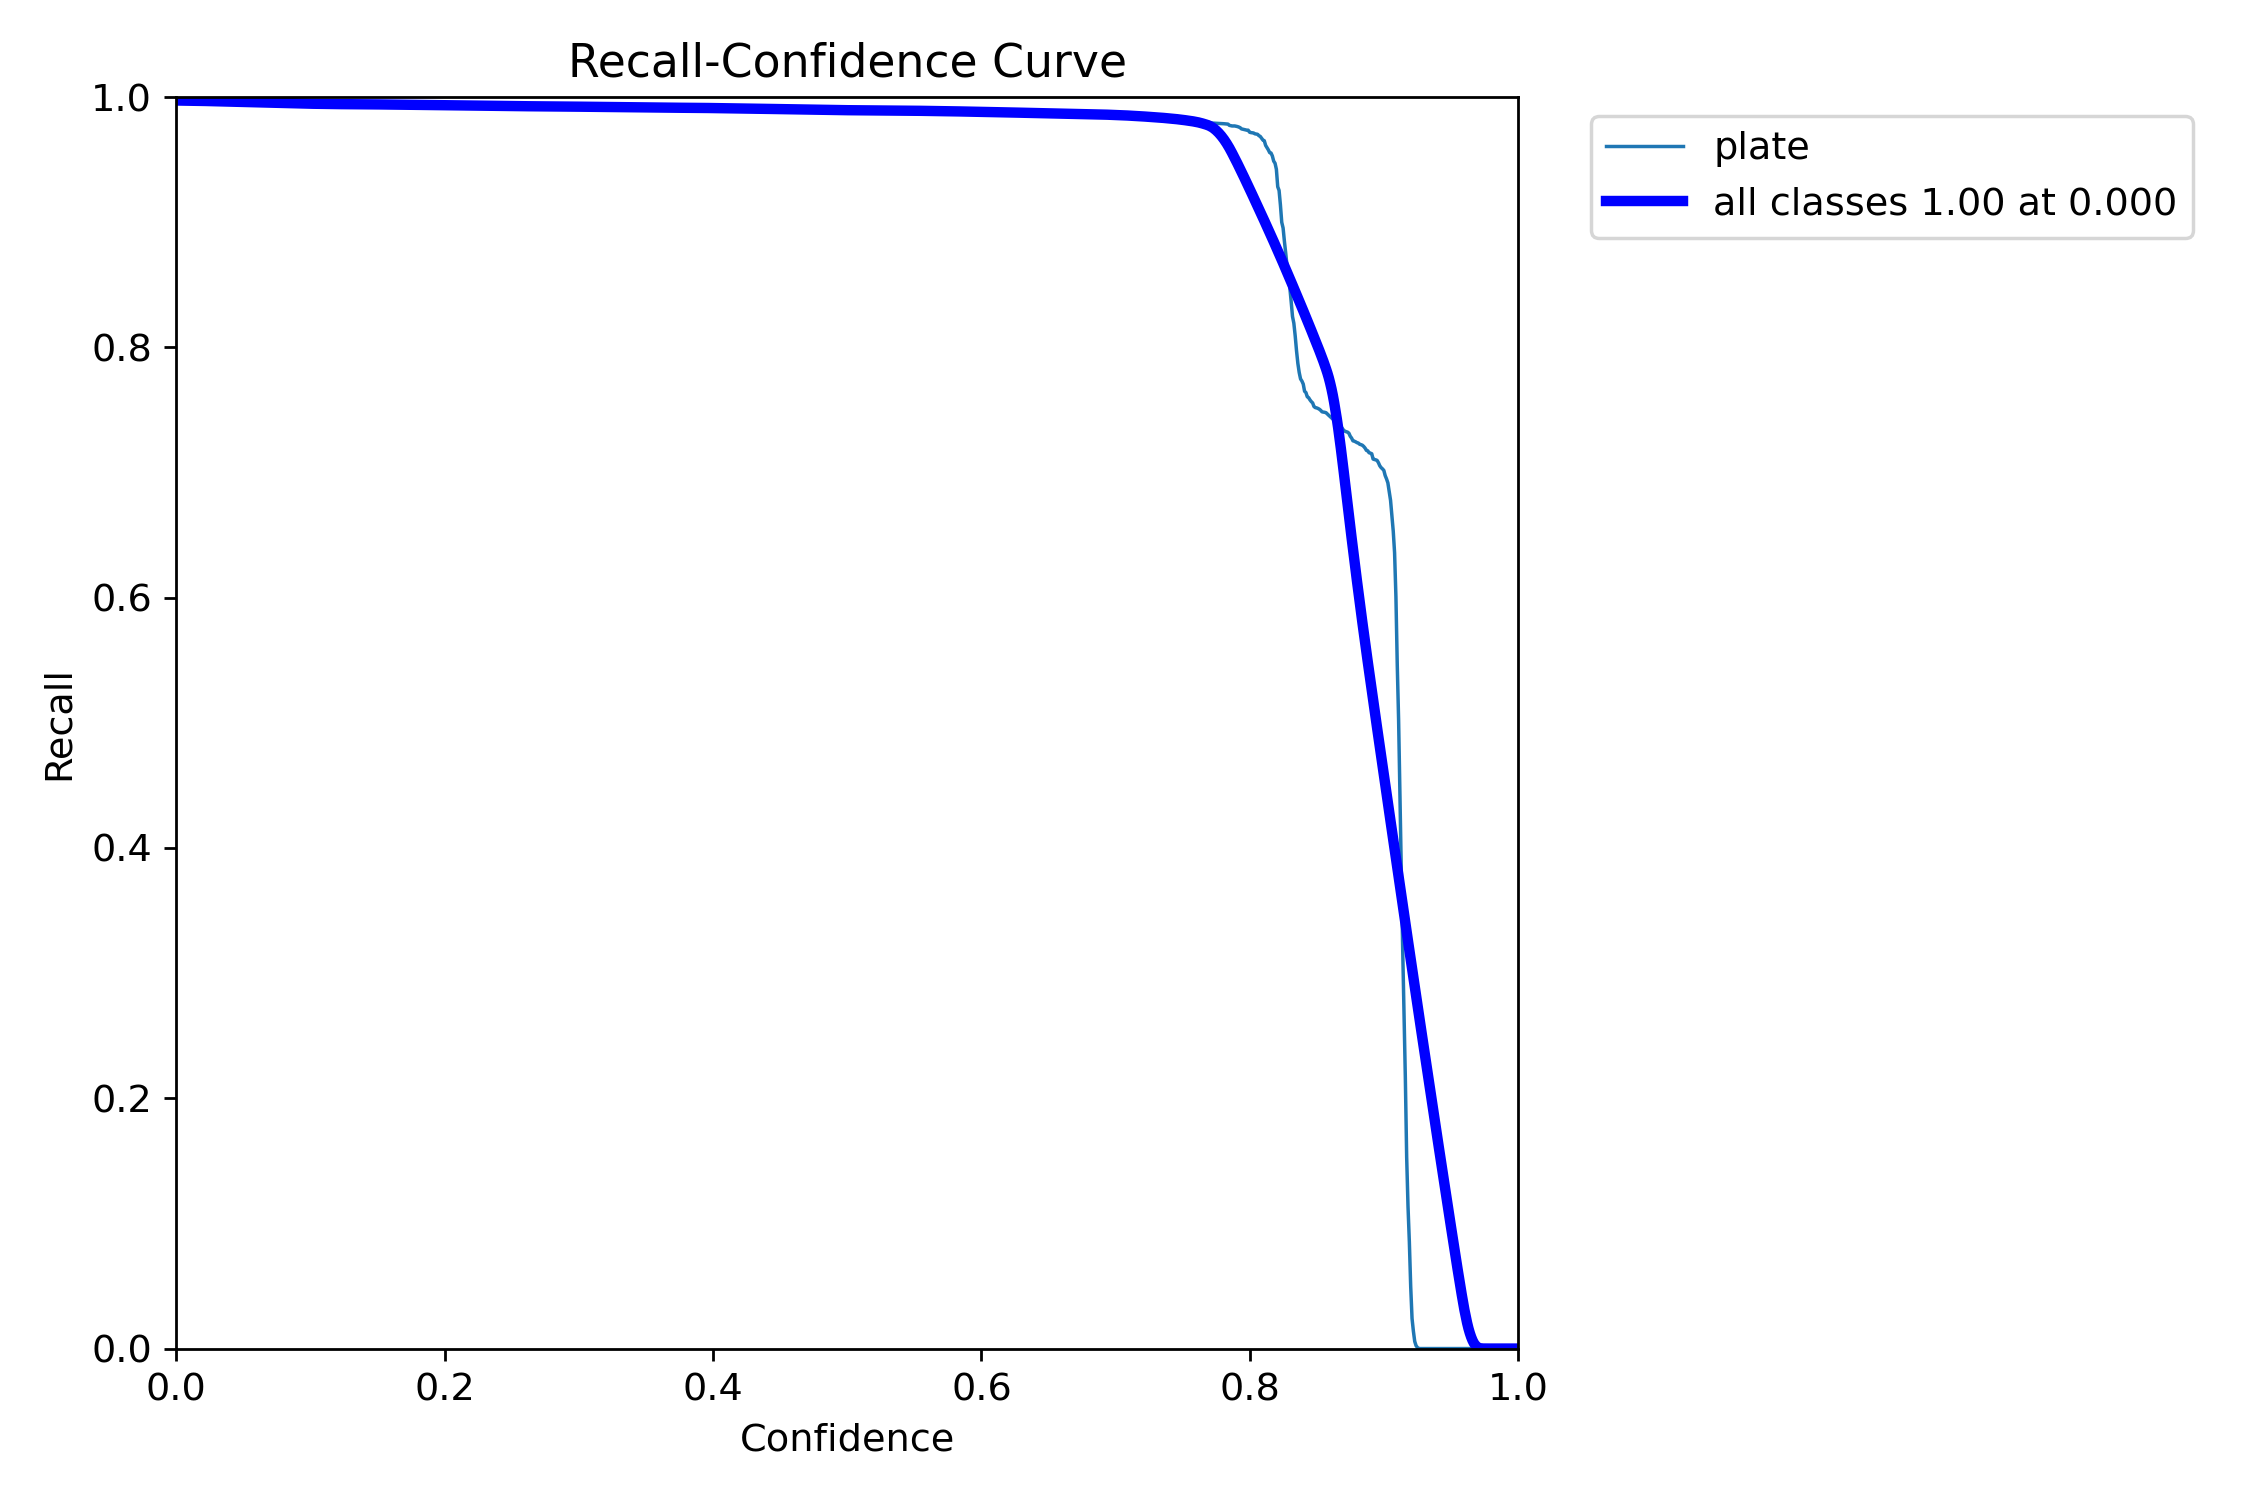 Recall-Confidence Curve
1.0
0.8
0.6
0.4
0.2
0.0
Recall
0.0 0.2 0.4 0.6 0.8 1.0
Confidence
plate
all classes 1.00 at 0.000